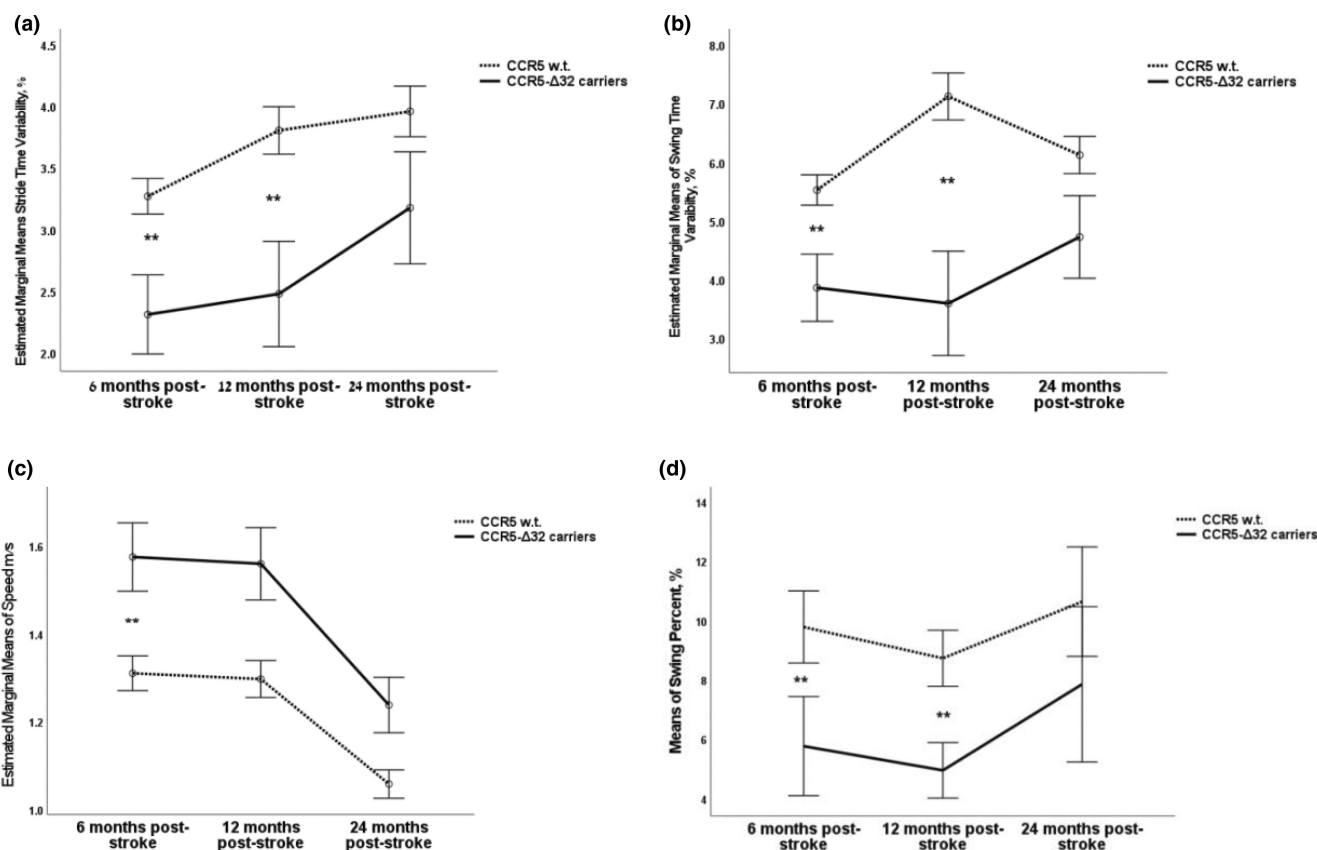 (a)
Estimated Marginal Means Stride Time Variability, %
4.5
4.0
3.5
3.0
2.5
2.0
CCR5 w.t.
CCR5-Δ32 carriers
**
**
6 months post-
stroke
12 months post-
stroke
24 months post-
stroke
(b)
Estimated Marginal Means of Swing Time
Varaibilty, %
8.0
7.0
6.0
5.0
4.0
3.0
CCR5 w.t.
CCR5-Δ32 carriers
**
**
6 months post-
stroke
12 months
post-stroke
24 months
post-stroke
(c)
Estimated Marginal Means of Speed m/s
1.6
1.4
1.2
1.0
CCR5 w.t.
CCR5-Δ32 carriers
**
6 months post-
stroke
12 months
post-stroke
24 months
post-stroke
(d)
Means of Swing Percent, %
14
12
10
8
6
4
CCR5 w.t.
CCR5-Δ32 carriers
**
**
6 months post-
stroke
12 months post-
stroke
24 months post-
stroke